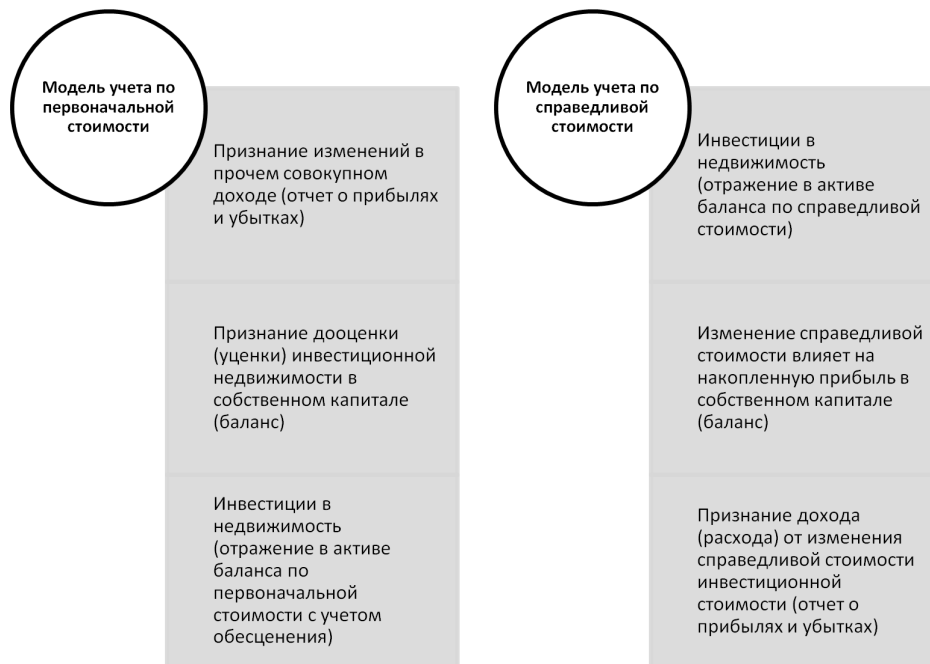 Модель учета по
первоначальной
стоимости
Признание изменений в
прочем совокупном
доходе (отчет о прибылях
и убытках)
Признание дооценки
(уценки) инвестиционной
недвижимости в
собственном капитале
(баланс)
Инвестиции в
недвижимость
(отражение в активе
баланса по
первоначальной
стоимости с учетом
обесценения)
Модель учета по
справедливой
стоимости
Инвестиции в
недвижимость
(отражение в активе
баланса по справедливой
стоимости)
Изменение справедливой
стоимости влияет на
накопленную прибыль в
собственном капитале
(баланс)
Признание дохода
(расхода) от изменения
справедливой стоимости
инвестиционной
стоимости (отчет о
прибылях и убытках)